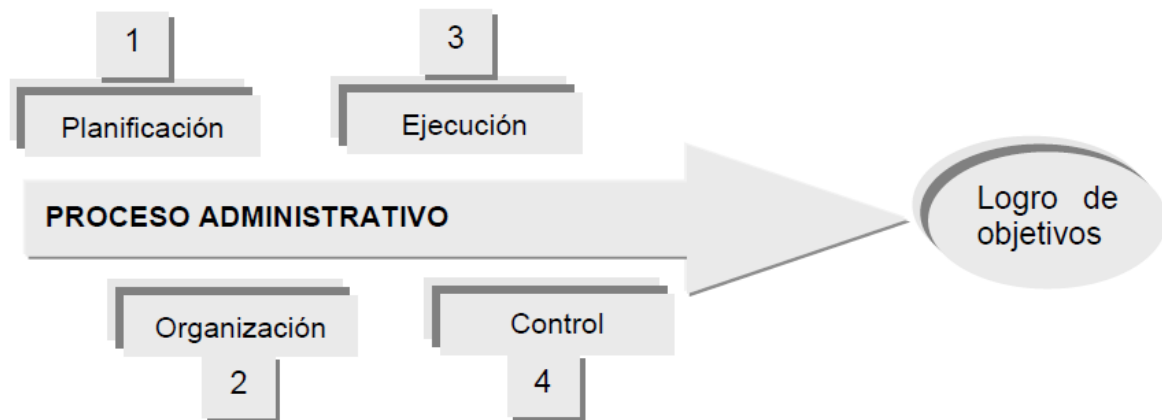 1
3
Planificación
Ejecución
PROCESO ADMINISTRATIVO
Logro de
objetivos
Organización
Control
2
4